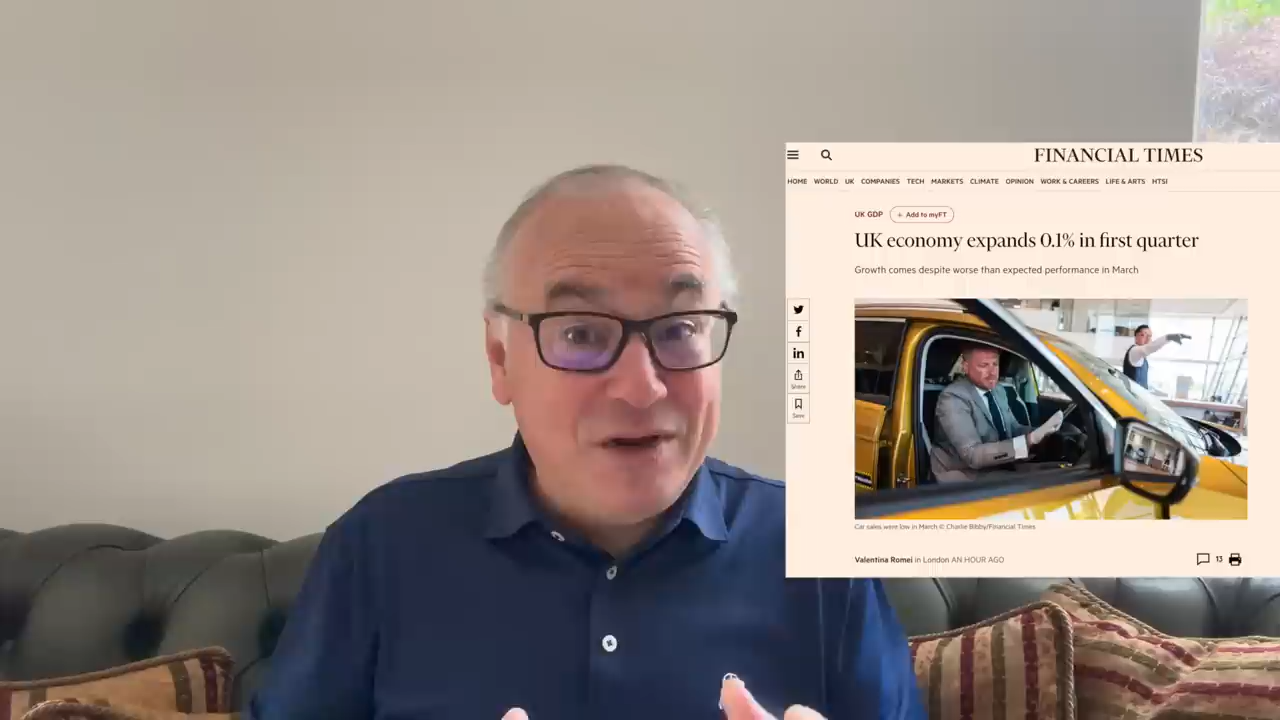 FINANCIAL TIMES
HOME WORLD UK COMPANIES TECH MARKETS CLIMATE OPINION WORK & CAREERS LIFE & ARTS HTSI
UK GDP + Add to myFT
UK economy expands 0.1% in first quarter
Growth comes despite worse than expected performance in March
Share
Save
Car sales were low in March © Charlie Bibby/Financial Times
Valentina Romei in London AN HOUR AGO
13